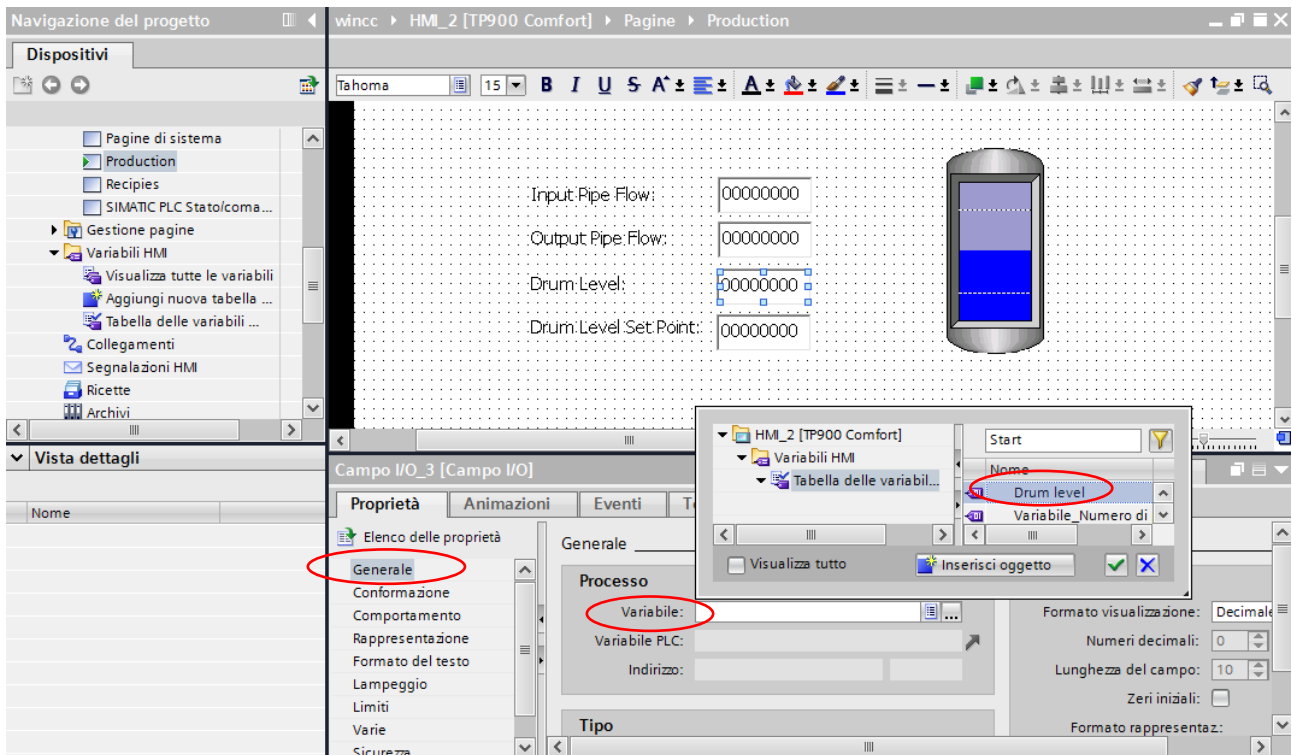 Navigazione del progetto
wincc
HMI_2 [TP900 Comfort]
Pagine
Production
Dispositivi
Tahoma
15
B I U S A A
Pagine di sistema
Production
Recipies
SIMATIC PLC Stato/coma...
Gestione pagine
Variabili HMI
Visualizza tutte le variabili
Aggiungi nuova tabella ...
Tabella delle variabili ...
Collegamenti
Segnalazioni HMI
Ricette
Archivi
Input Pipe Flow: 00000000
Output Pipe Flow: 00000000
Drum Level: 00000000
Drum Level Set Point: 00000000
Vista dettagli
Nome
Campo I/O_3 [Campo I/O]
Proprietà
Animazioni
Eventi
Elenco delle proprietà
Generale
Conformazione
Comportamento
Rappresentazione
Formato del testo
Lampeggio
Limiti
Varie
Sicurezza
Generale
Processo
Variabile:
Variabile PLC:
Indirizzo:
Tipo
HMI_2 [TP900 Comfort]
Variabili HMI
Tabella delle variabil...
Start
Nome
Drum level
Variabile_Numero di
Visualizza tutto
Inserisci oggetto
Formato visualizzazione: Decimale
Numeri decimali: 0
Lunghezza del campo: 10
Zeri iniziali:
Formato rappresentaz.: